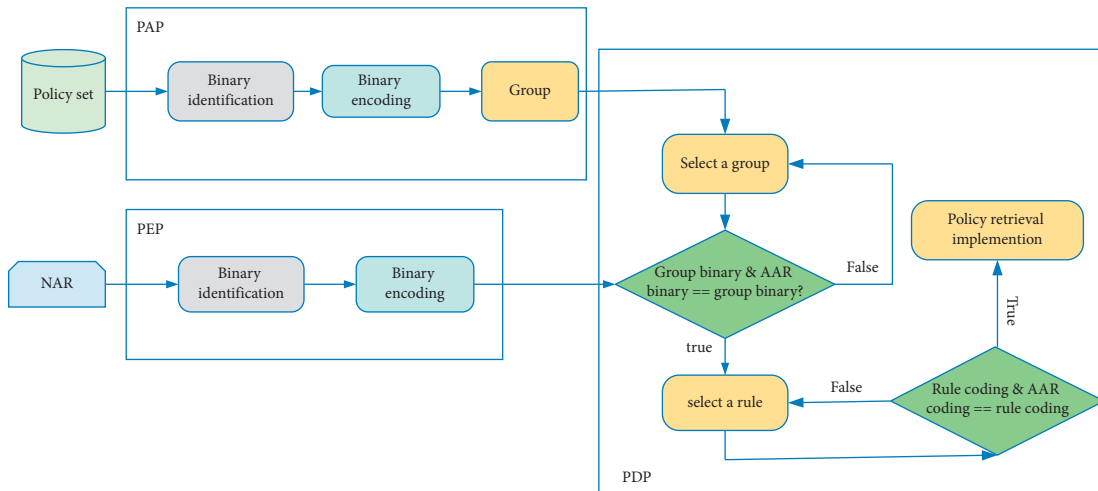 PAP
Policy set
Binary
identification
Binary
encoding
Group
Select a group
PEP
NAR
Binary
identification
Binary
encoding
Group binary & AAR
binary == group binary?
False
true
select a rule
False
Rule coding & AAR
coding == rule coding
True
Policy retrieval
implemention
PDP